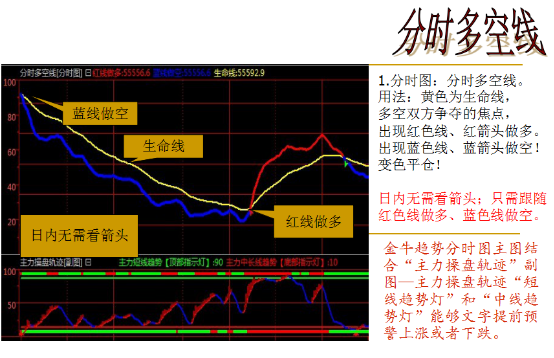 分时多空线
分时多空线[分时图] 日 红线做多:55556.6 蓝线做空:55556.6 生命线:55592.9
100
80
60
40
20
蓝线做空
生命线
红线做多
日内无需看箭头
主力操盘轨迹[副图] 日 主力短线趋势【顶部指示灯】:90 主力中长线趋势【底部指示灯】:10
100
50
1.分时图：分时多空线。
用法：黄色为生命线，
多空双方争夺的焦点，
出现红色线、红箭头做多。
出现蓝色线、蓝箭头做空！
变色平仓！
日内无需看箭头；只需跟随
红色线做多、蓝色线做空。
金牛趋势分时图主图结
合“主力操盘轨迹”副
图—主力操盘轨迹“短
线趋势灯”和“中线趋
势灯”能够文字提前预
警上涨或者下跌。